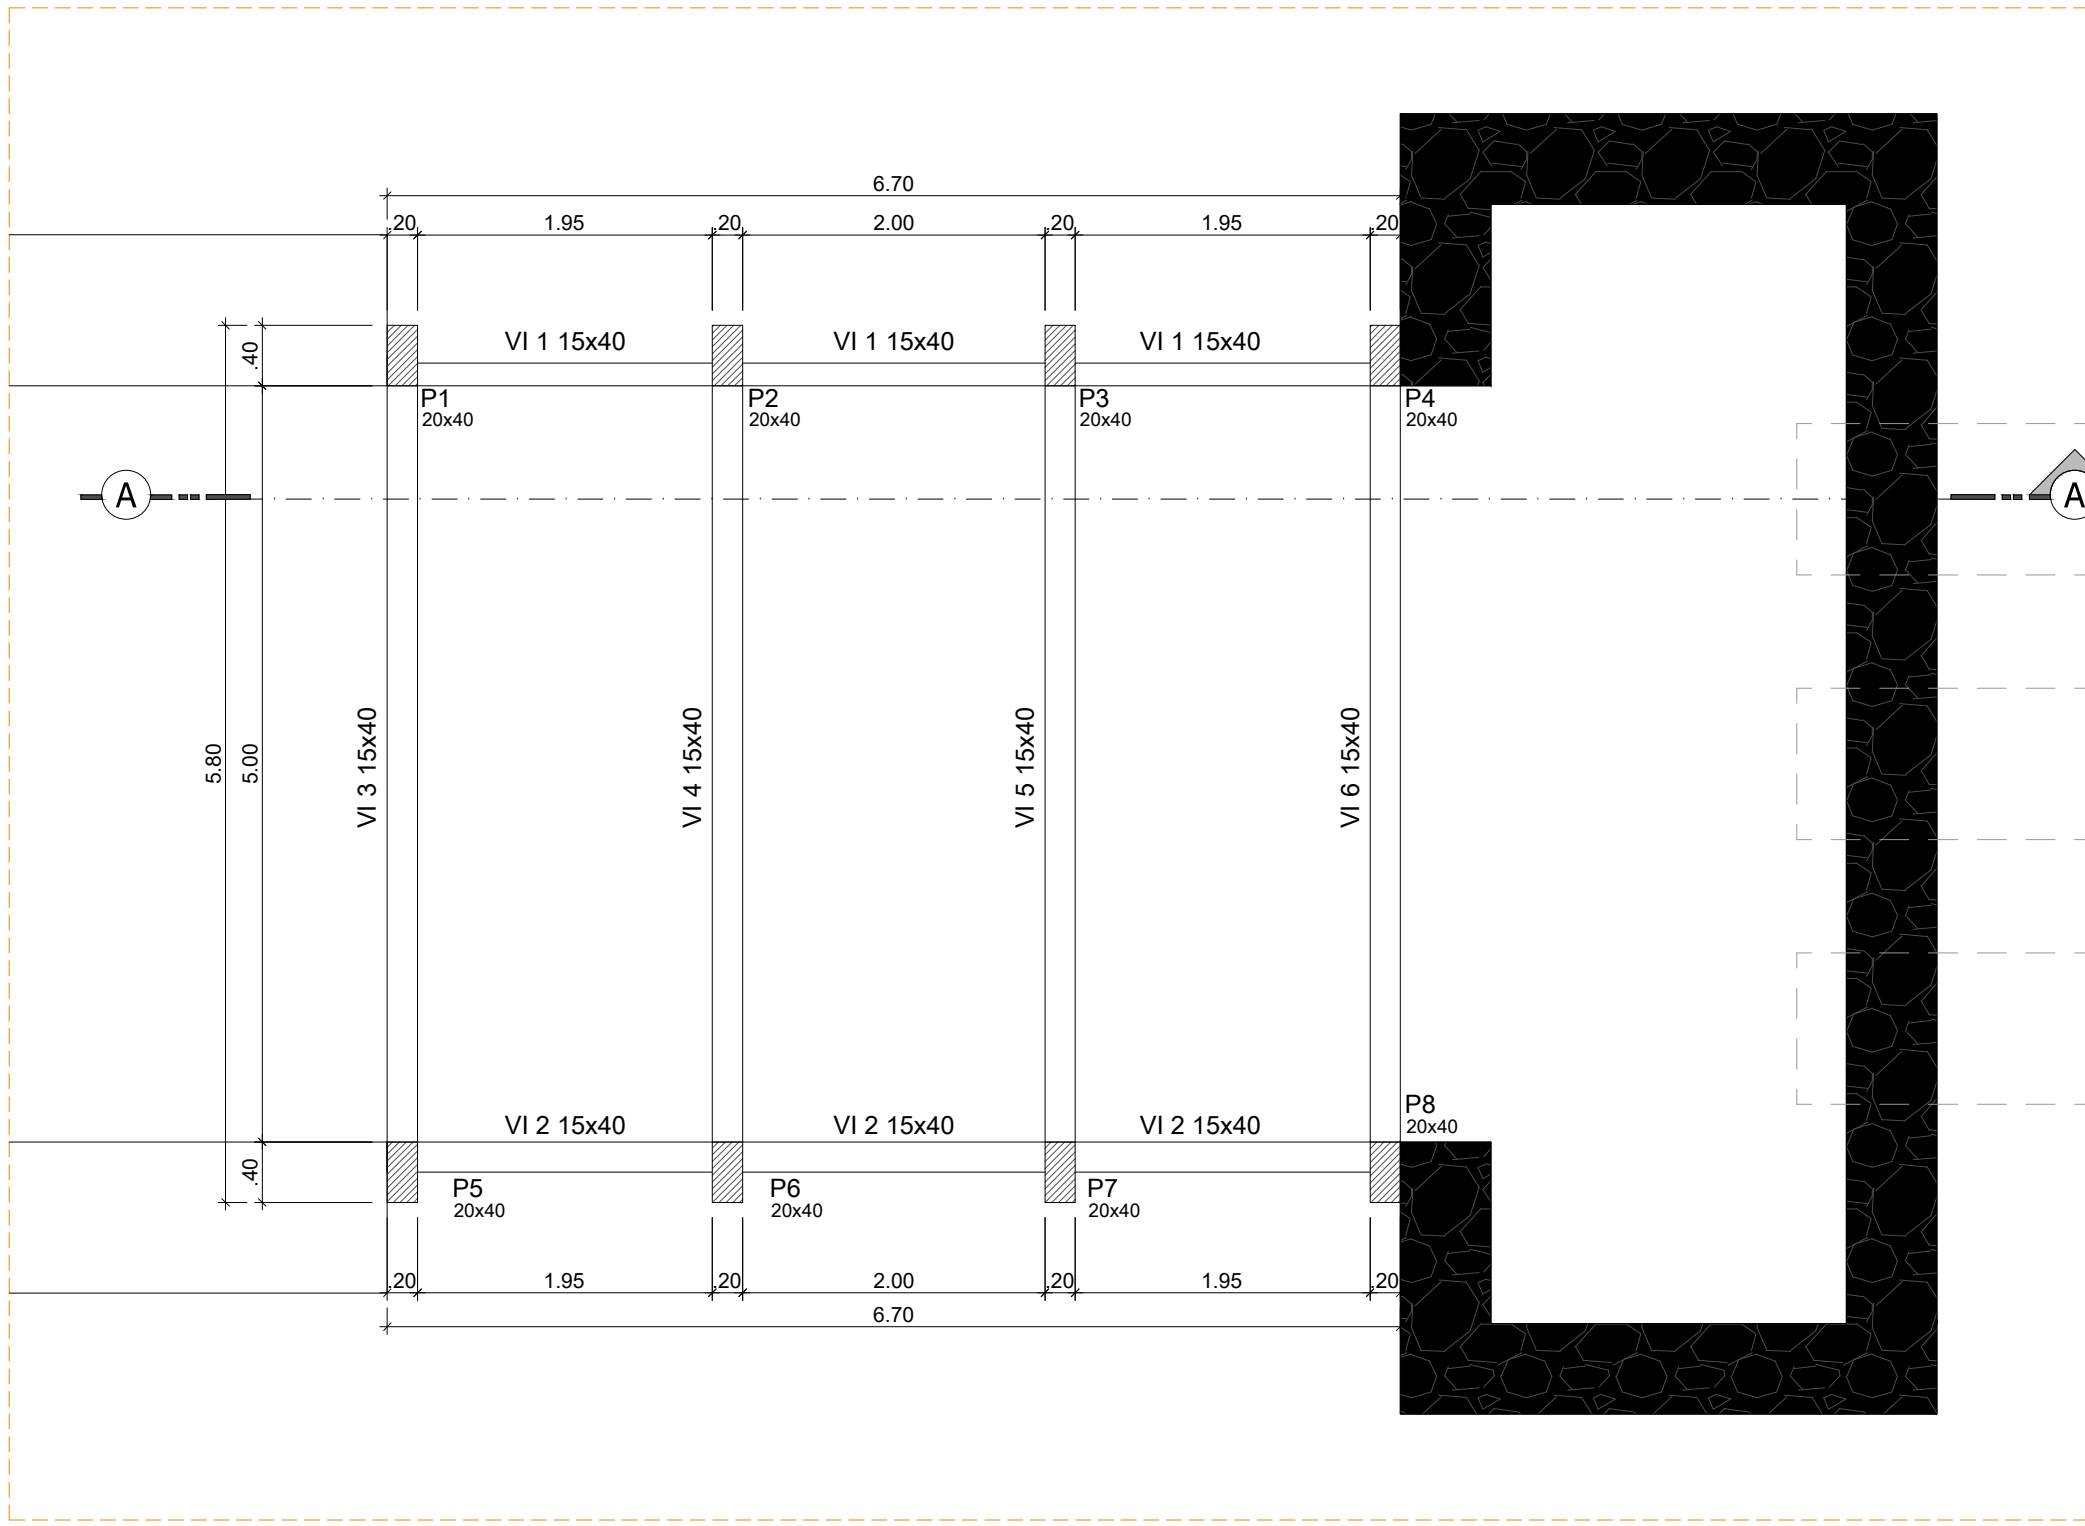 6.70
.20 1.95 .20 2.00 .20 1.95 .20
VI 1 15x40 VI 1 15x40 VI 1 15x40
.40
P1 P2 P3 P4
20x40 20x40 20x40 20x40
A A
5.80
5.00
VI 3 15x40
VI 4 15x40
VI 5 15x40
VI 6 15x40
P8
20x40
VI 2 15x40 VI 2 15x40 VI 2 15x40
.40
P5 P6 P7
20x40 20x40 20x40
.20 1.95 .20 2.00 .20 1.95 .20
6.70